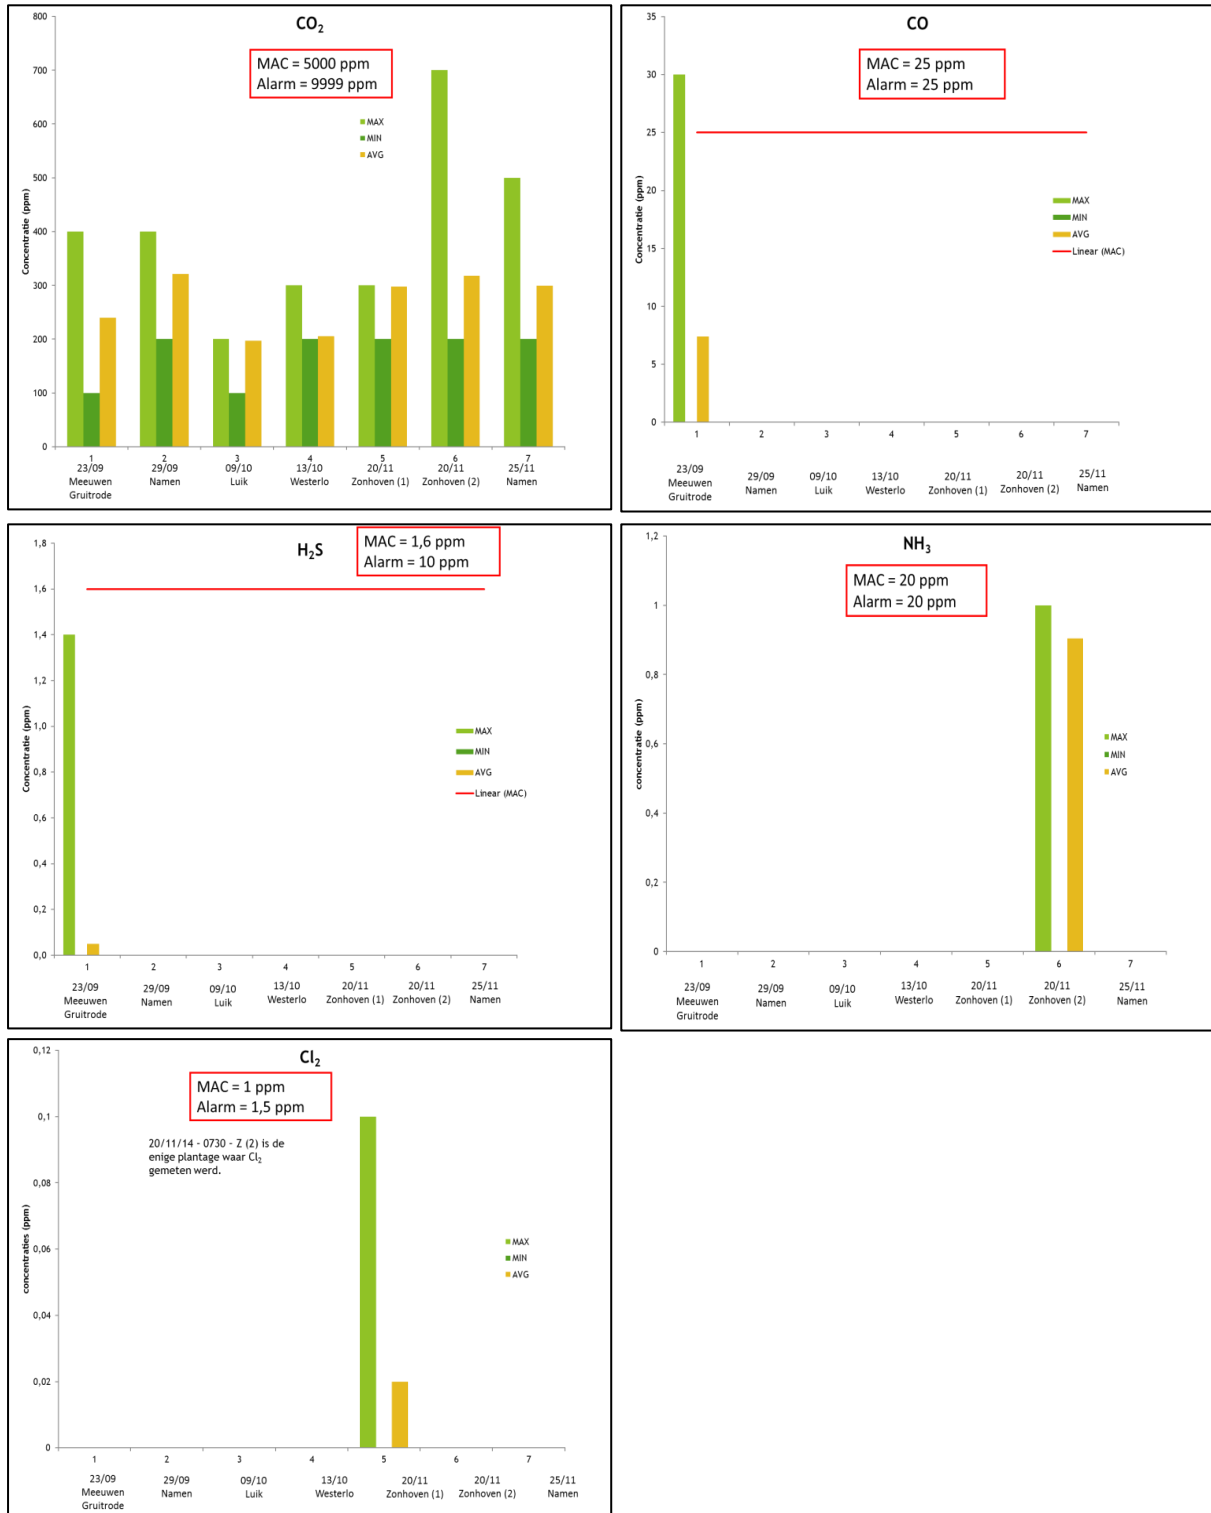 CO₂
MAC = 5000 ppm
Alarm = 9999 ppm
MAX
MIN
AVG
Concentratie (ppm)
800
700
600
500
400
300
200
100
0
1 2 3 4 5 6 7
23/09 29/09 09/10 13/10 20/11 20/11 25/11
Meeuwen Namen Luik Westerlo Zonhoven (1) Zonhoven (2) Namen
Gruitrode
CO
MAC = 25 ppm
Alarm = 25 ppm
MAX
MIN
AVG
Linear (MAC)
Concentratie (ppm)
35
30
25
20
15
10
5
0
1 2 3 4 5 6 7
23/09 29/09 09/10 13/10 20/11 20/11 25/11
Meeuwen Namen Luik Westerlo Zonhoven (1) Zonhoven (2) Namen
Gruitrode
H₂S
MAC = 1,6 ppm
Alarm = 10 ppm
MAX
MIN
AVG
Linear (MAC)
Concentratie (ppm)
1,8
1,6
1,4
1,2
1,0
0,8
0,6
0,4
0,2
0,0
1 2 3 4 5 6 7
23/09 29/09 09/10 13/10 20/11 20/11 25/11
Meeuwen Namen Luik Westerlo Zonhoven (1) Zonhoven (2) Namen
Gruitrode
NH₃
MAC = 20 ppm
Alarm = 20 ppm
MAX
MIN
AVG
concentratie (ppm)
1,2
1
0,8
0,6
0,4
0,2
0
1 2 3 4 5 6 7
23/09 29/09 09/10 13/10 20/11 20/11 25/11
Meeuwen Namen Luik Westerlo Zonhoven (1) Zonhoven (2) Namen
Gruitrode
Cl₂
MAC = 1 ppm
Alarm = 1,5 ppm
20/11/14 - 0730 - Z (2) is de
enige plantage waar Cl₂
gemeten werd.
MAX
MIN
AVG
concentraties (ppm)
0,12
0,1
0,08
0,06
0,04
0,02
0
1 2 3 4 5 6 7
23/09 29/09 09/10 13/10 20/11 20/11 25/11
Meeuwen Namen Luik Westerlo Zonhoven (1) Zonhoven (2) Namen
Gruitrode